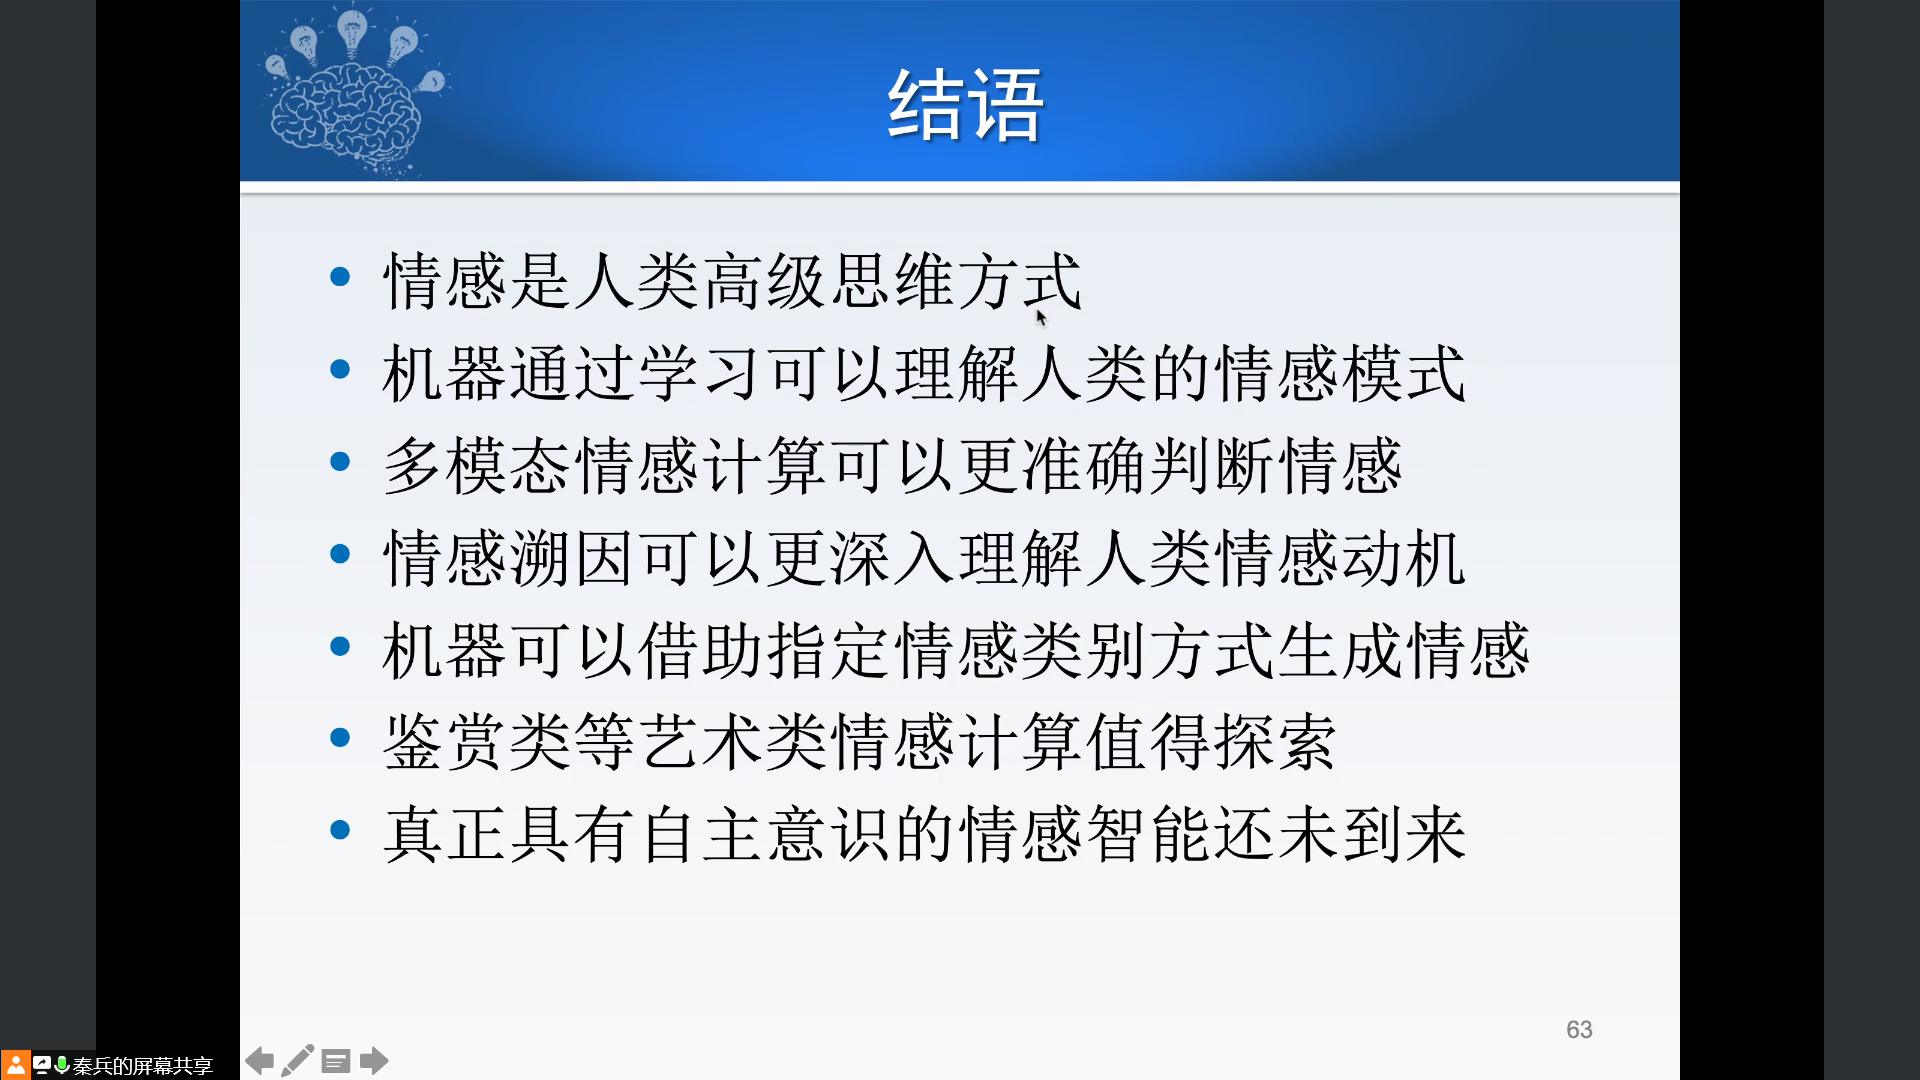 结语
情感是人类高级思维方式
机器通过学习可以理解人类的情感模式
多模态情感计算可以更准确判断情感
情感溯因可以更深入理解人类情感动机
机器可以借助指定情感类别方式生成情感
鉴赏类等艺术类情感计算值得探索
真正具有自主意识的情感智能还未到来
63
秦兵的屏幕共享